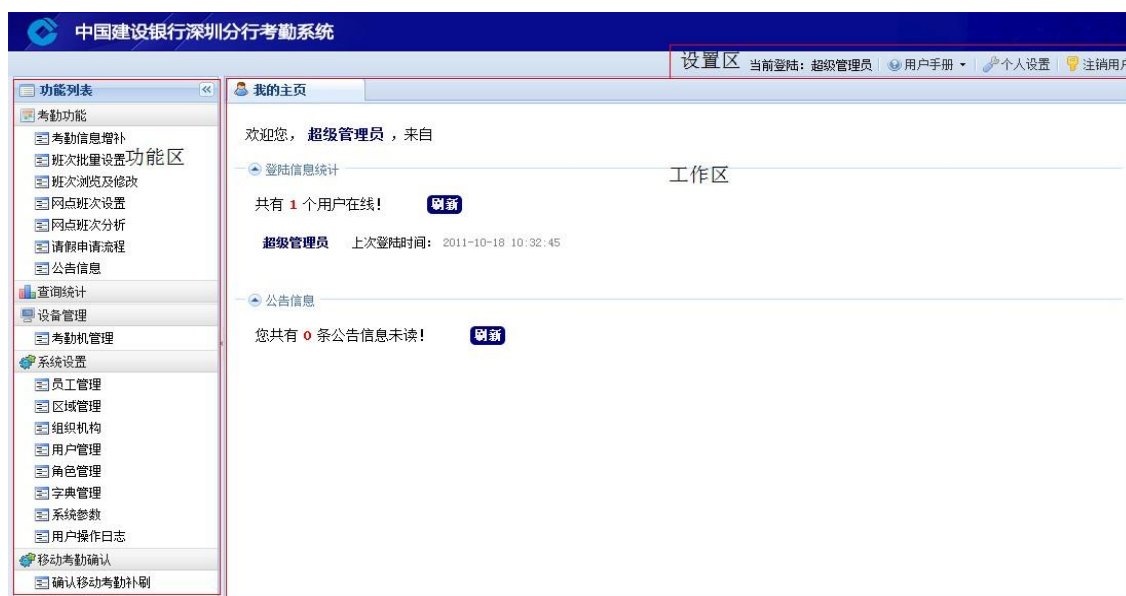 中国建设银行深圳分行考勤系统
设置区 当前登陆：超级管理员 用户手册 个人设置 注销用户
功能列表
我的主页
考勤功能
考勤信息增补
班次批量设置
功能区
班次浏览及修改
网点班次设置
网点班次分析
请假申请流程
公告信息
查询统计
设备管理
考勤机管理
系统设置
员工管理
区域管理
组织机构
用户管理
角色管理
字典管理
系统参数
用户操作日志
移动考勤确认
确认移动考勤补刷
欢迎您，超级管理员，来自
登陆信息统计
工作区
共有 1 个用户在线！ 刷新
超级管理员 上次登陆时间： 2011-10-18 10:32:45
公告信息
您共有 0 条公告信息未读！ 刷新